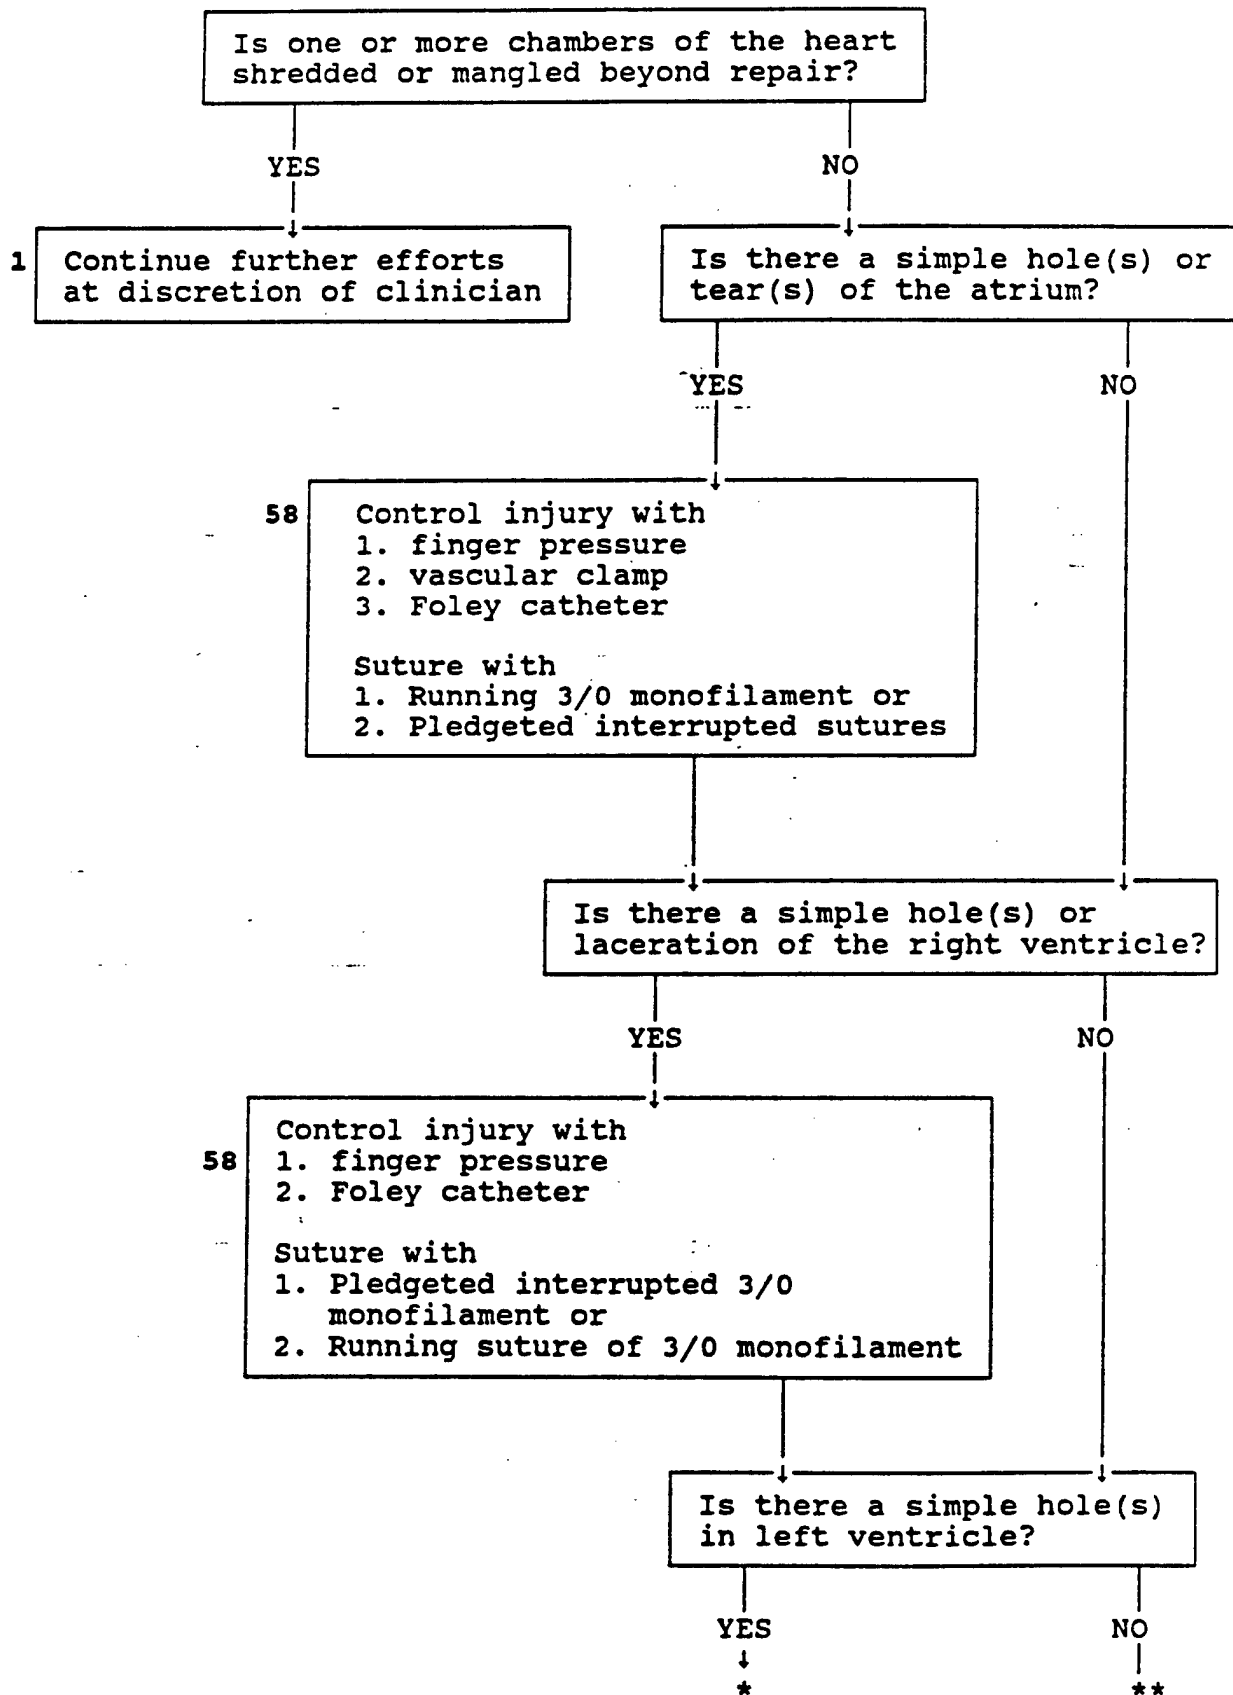 Is one or more chambers of the heart
shredded or mangled beyond repair?
YES NO
1 Continue further efforts
at discretion of clinician
Is there a simple hole(s) or
tear(s) of the atrium?
YES NO
58 Control injury with
1. finger pressure
2. vascular clamp
3. Foley catheter
Suture with
1. Running 3/0 monofilament or
2. Pledgeted interrupted sutures
Is there a simple hole(s) or
laceration of the right ventricle?
YES NO
Control injury with
58 1. finger pressure
2. Foley catheter
Suture with
1. Pledgeted interrupted 3/0
monofilament or
2. Running suture of 3/0 monofilament
Is there a simple hole(s)
in left ventricle?
YES NO
* **